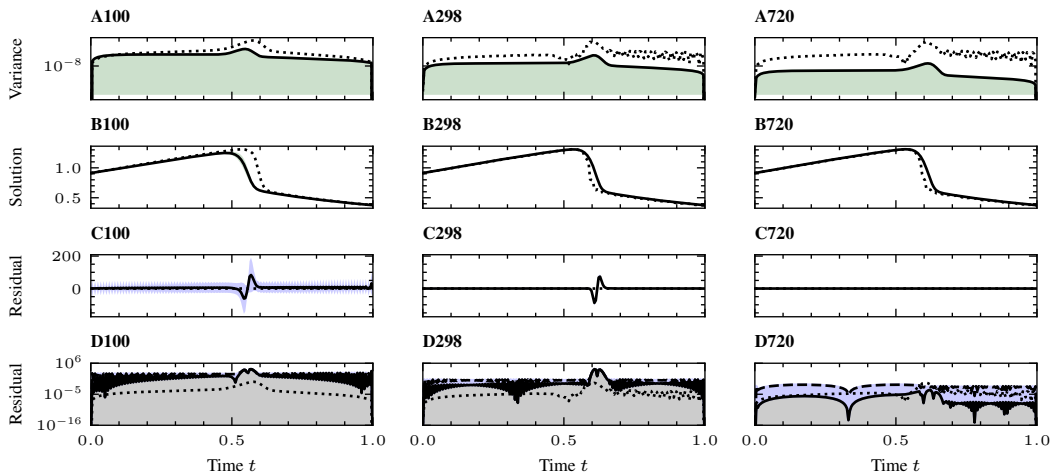 A100 A298 A720
Variance
10⁻⁸
B100 B298 B720
Solution
1.0
0.5
C100 C298 C720
Residual
200
0
D100 D298 D720
Residual
10⁶
10⁻⁵
10⁻¹⁶
0.0 0.5 1.0 0.0 0.5 1.0 0.0 0.5 1.0
Time t Time t Time t